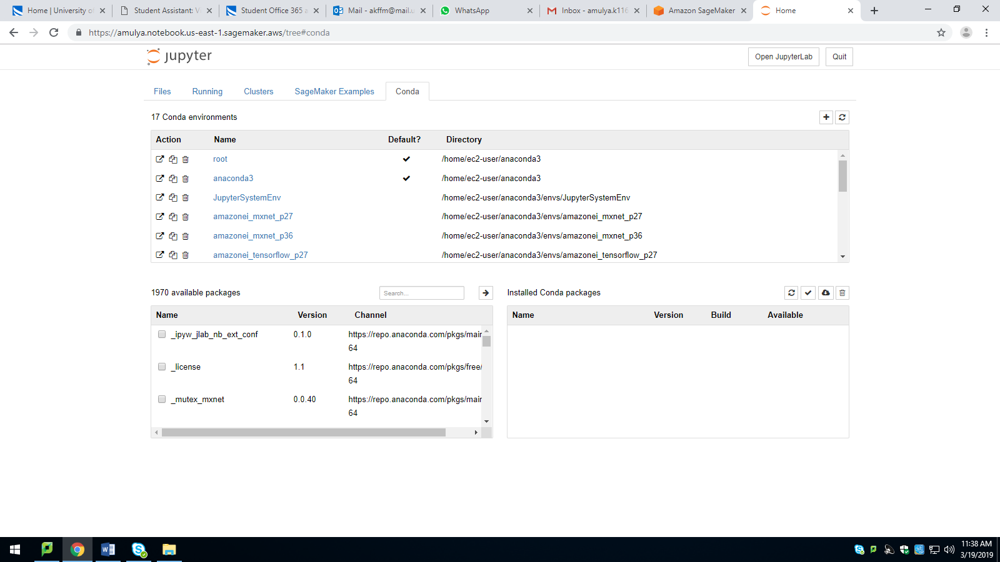 Home | University of
Student Assistant: V
Student Office 365 a
Mail - akffm@mail.u
WhatsApp
Inbox - amulya.k116
Amazon SageMaker
Home
https://amulya.notebook.us-east-1.sagemaker.aws/tree#conda
jupyter
Open JupyterLab
Quit
Files
Running
Clusters
SageMaker Examples
Conda
17 Conda environments
Action Name Default? Directory
root /home/ec2-user/anaconda3
anaconda3 /home/ec2-user/anaconda3
JupyterSystemEnv /home/ec2-user/anaconda3/envs/JupyterSystemEnv
amazonei_mxnet_p27 /home/ec2-user/anaconda3/envs/amazonei_mxnet_p27
amazonei_mxnet_p36 /home/ec2-user/anaconda3/envs/amazonei_mxnet_p36
amazonei_tensorflow_p27 /home/ec2-user/anaconda3/envs/amazonei_tensorflow_p27
1970 available packages
Search...
Name Version Channel
_ipyw_jlab_nb_ext_conf 0.1.0 https://repo.anaconda.com/pkgs/main
64
_license 1.1 https://repo.anaconda.com/pkgs/free/
64
_mutex_mxnet 0.0.40 https://repo.anaconda.com/pkgs/main
64
Installed Conda packages
Name Version Build Available
11:38 AM
3/19/2019